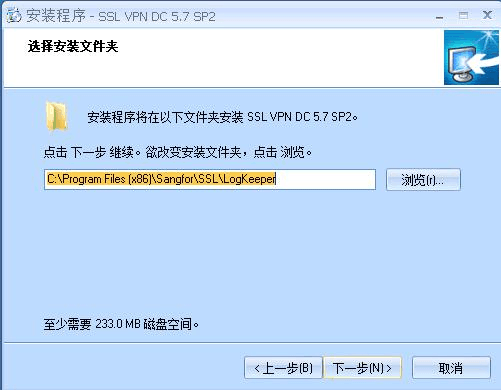 安装程序 - SSL VPN DC 5.7 SP2
选择安装文件夹
安装程序将在以下文件夹安装 SSL VPN DC 5.7 SP2。
点击 下一步 继续。欲改变安装文件夹，点击 浏览。
C:\Program Files (x86)\Sangfor\SSL\LogKeeper
浏览(r)...
至少需要 233.0 MB 磁盘空间。
<上一步(B)
下一步(N)>
取消